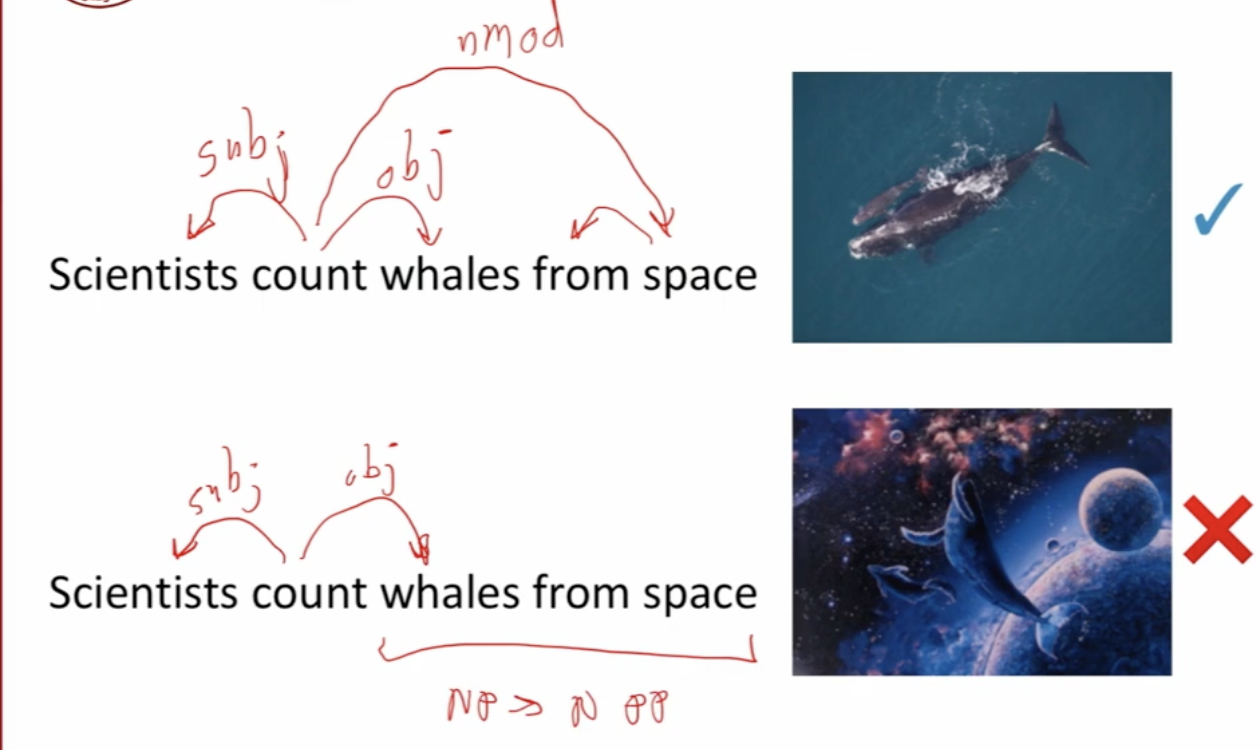 nmod
subj obj
Scientists count whales from space
subj obj
Scientists count whales from space
NP → N PP